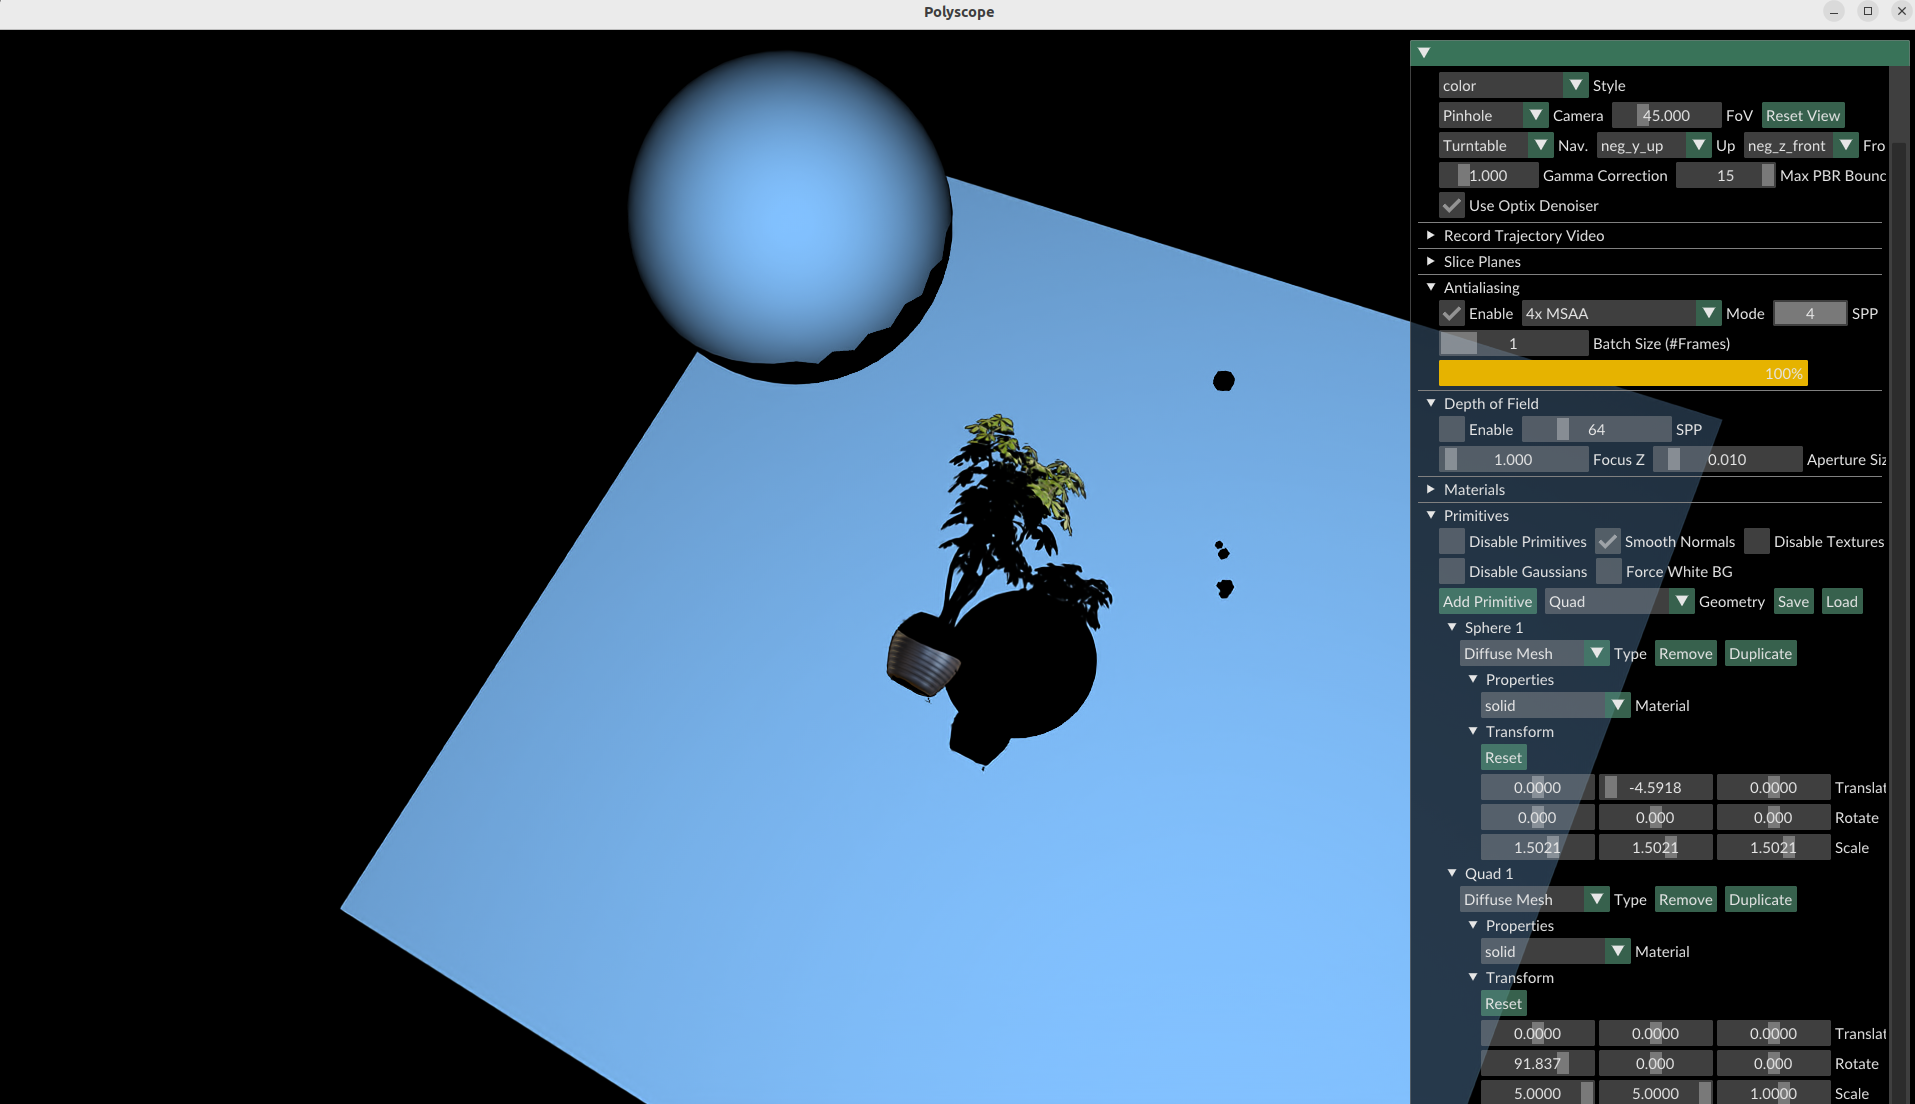 Polyscope
color Style
Pinhole Camera 45.000 FoV Reset View
Turntable Nav. neg_y_up Up neg_z_front Fro
1.000 Gamma Correction 15 Max PBR Bounc
Use Optix Denoiser
Record Trajectory Video
Slice Planes
Antialiasing
Enable 4x MSAA Mode 4 SPP
1 Batch Size (#Frames)
100%
Depth of Field
Enable 64 SPP
1.000 Focus Z 0.010 Aperture Siz
Materials
Primitives
Disable Primitives Smooth Normals Disable Textures
Disable Gaussians Force White BG
Add Primitive Quad Geometry Save Load
Sphere 1
Diffuse Mesh Type Remove Duplicate
Properties
solid Material
Transform
Reset
0.0000 -4.5918 0.0000 Translat
0.000 0.000 0.000 Rotate
1.5021 1.5021 1.5021 Scale
Quad 1
Diffuse Mesh Type Remove Duplicate
Properties
solid Material
Transform
Reset
0.0000 0.0000 0.0000 Translat
91.837 0.000 0.000 Rotate
5.0000 5.0000 1.0000 Scale